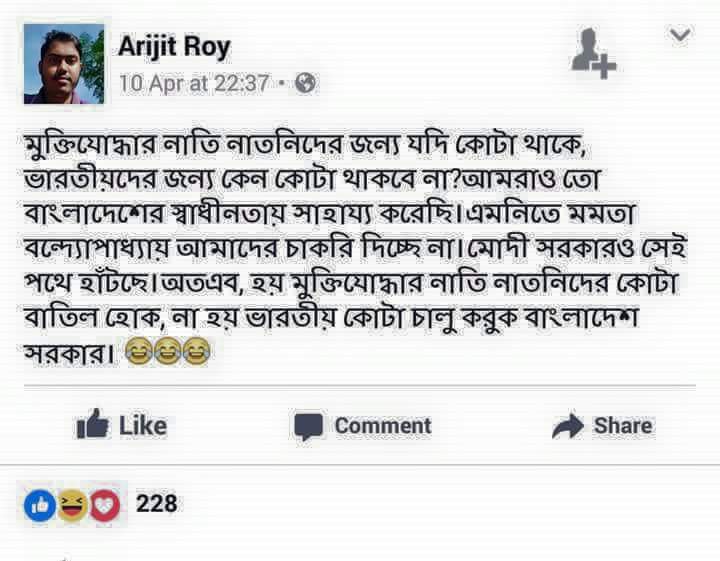 Arijit Roy
10 Apr at 22:37 •
মুক্তিযোদ্ধার নাতি নাতনিদের জন্য যদি কোটা থাকে,
ভারতীয়দের জন্য কেন কোটা থাকবে না?আমরাও তো
বাংলাদেশের স্বাধীনতায় সাহায্য করেছি।এমনিতে মমতা
বন্দ্যোপাধ্যায় আমাদের চাকরি দিচ্ছে না।মোদী সরকারও সেই
পথে হাঁটছে।অতএব, হয় মুক্তিযোদ্ধার নাতি নাতনিদের কোটা
বাতিল হোক, না হয় ভারতীয় কোটা চালু করুক বাংলাদেশ
সরকার। 😂😂😂
Like Comment Share
228